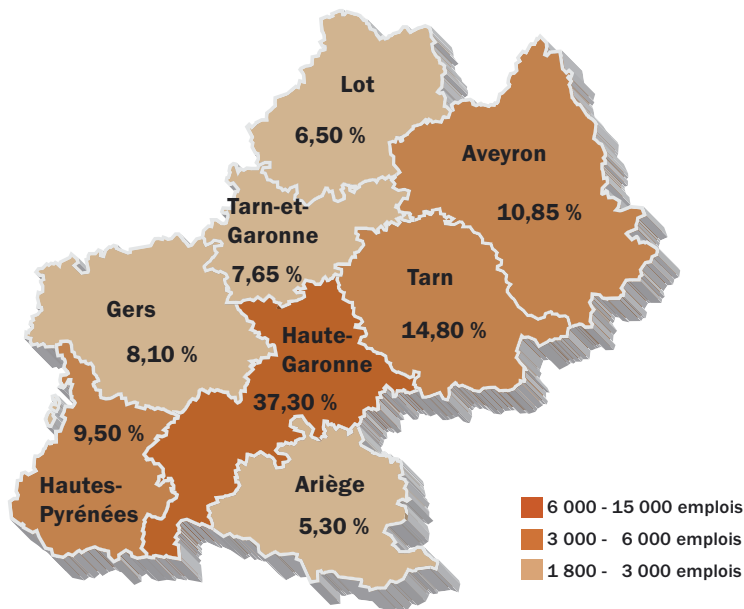 Lot
6,50 %
Aveyron
10,85 %
Tarn-et-
Garonne
7,65 %
Tarn
14,80 %
Gers
8,10 %
Haute-
Garonne
37,30 %
9,50 %
Hautes-
Pyrénées
Ariège
5,30 %
6 000 - 15 000 emplois
3 000 - 6 000 emplois
1 800 - 3 000 emplois